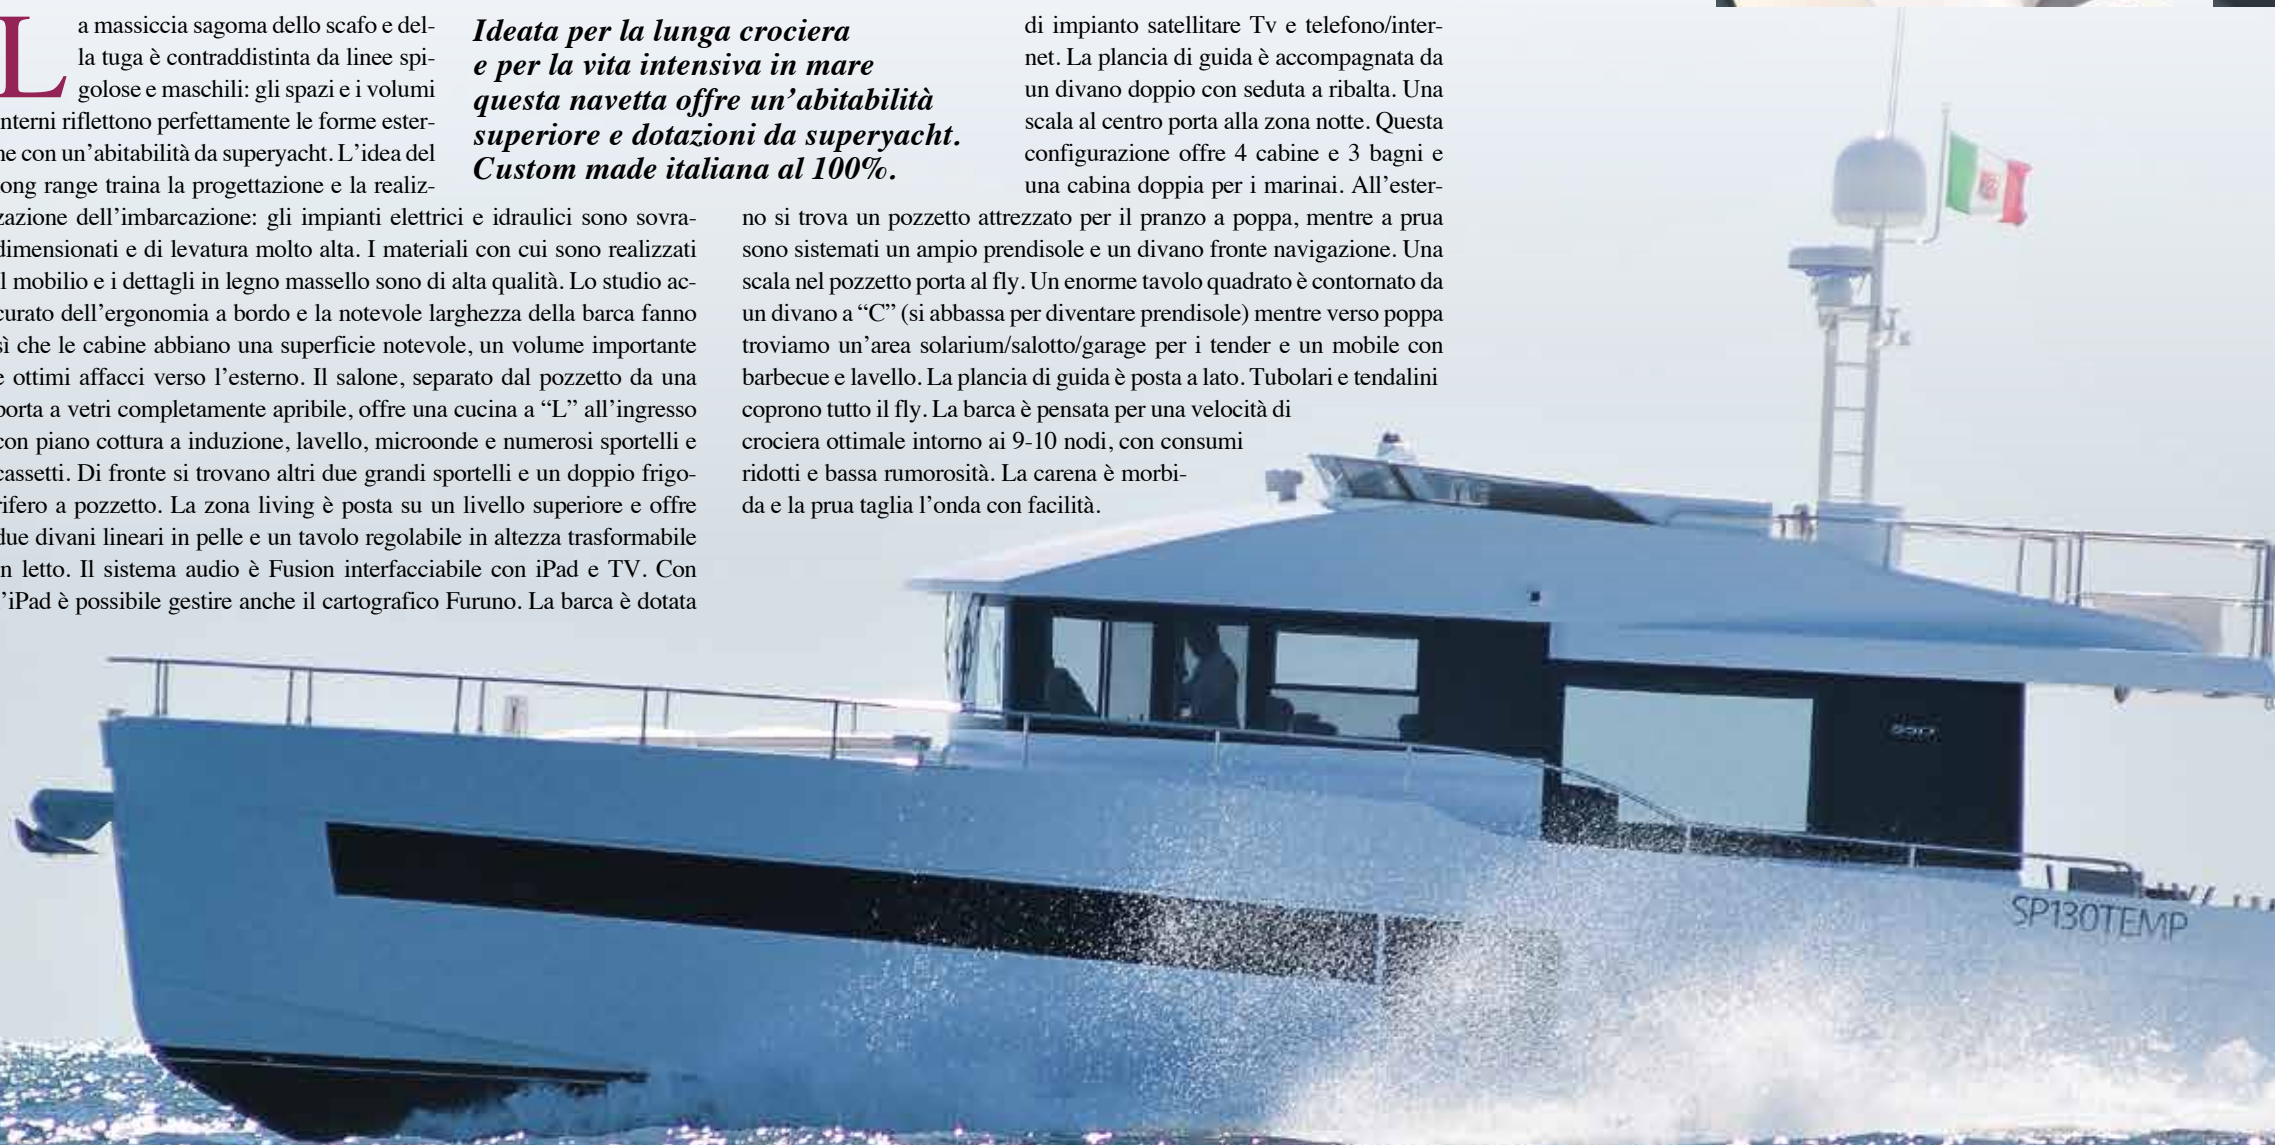 La massiccia sagoma dello scafo e del-
la tuga è contraddistinta da linee spi-
golose e maschili: gli spazi e i volumi
nterni riflettono perfettamente le forme ester-
ne con un’abitabilità da superyacht. L’idea del
ong range traina la progettazione e la realiz-
zazione dell’imbarcazione: gli impianti elettrici e idraulici sono sovra-
dimensionati e di levatura molto alta. I materiali con cui sono realizzati
l mobilio e i dettagli in legno massello sono di alta qualità. Lo studio ac-
curato dell’ergonomia a bordo e la notevole larghezza della barca fanno
sì che le cabine abbiano una superficie notevole, un volume importante
e ottimi affacci verso l’esterno. Il salone, separato dal pozzetto da una
porta a vetri completamente apribile, offre una cucina a “L” all’ingresso
con piano cottura a induzione, lavello, microonde e numerosi sportelli e
cassetti. Di fronte si trovano altri due grandi sportelli e un doppio frigo-
rifero a pozzetto. La zona living è posta su un livello superiore e offre
due divani lineari in pelle e un tavolo regolabile in altezza trasformabile
n letto. Il sistema audio è Fusion interfacciabile con iPad e TV. Con
l’iPad è possibile gestire anche il cartografico Furuno. La barca è dotata
Ideata per la lunga crociera
e per la vita intensiva in mare
questa navetta offre un’abitabilità
superiore e dotazioni da superyacht.
Custom made italiana al 100%.
di impianto satellitare Tv e telefono/inter-
net. La plancia di guida è accompagnata da
un divano doppio con seduta a ribalta. Una
scala al centro porta alla zona notte. Questa
configurazione offre 4 cabine e 3 bagni e
una cabina doppia per i marinai. All’ester-
no si trova un pozzetto attrezzato per il pranzo a poppa, mentre a prua
sono sistemati un ampio prendisole e un divano fronte navigazione. Una
scala nel pozzetto porta al fly. Un enorme tavolo quadrato è contornato da
un divano a “C” (si abbassa per diventare prendisole) mentre verso poppa
troviamo un’area solarium/salotto/garage per i tender e un mobile con
barbecue e lavello. La plancia di guida è posta a lato. Tubolari e tendalini
coprono tutto il fly. La barca è pensata per una velocità di
crociera ottimale intorno ai 9-10 nodi, con consumi
ridotti e bassa rumorosità. La carena è morbi-
da e la prua taglia l’onda con facilità.
SP130TEMP